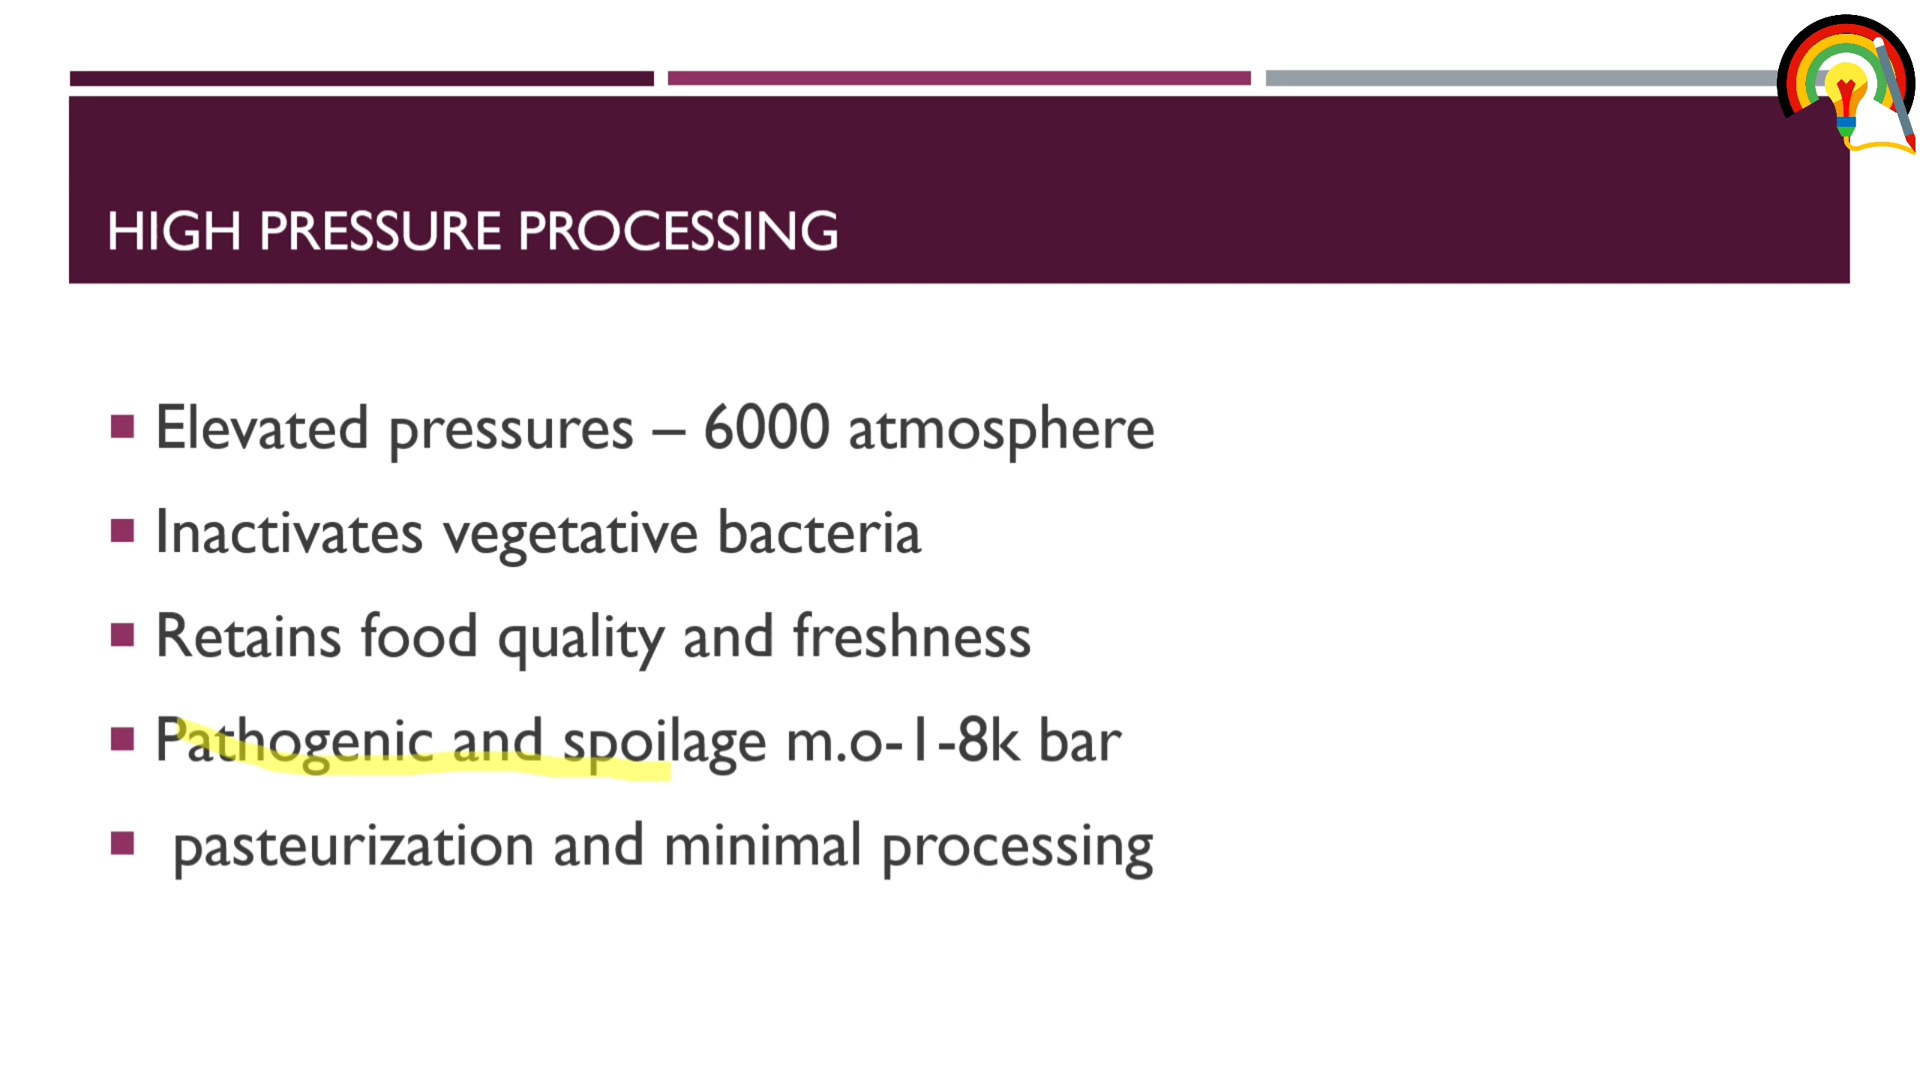 HIGH PRESSURE PROCESSING
Elevated pressures – 6000 atmosphere
Inactivates vegetative bacteria
Retains food quality and freshness
Pathogenic and spoilage m.o-1-8k bar
pasteurization and minimal processing